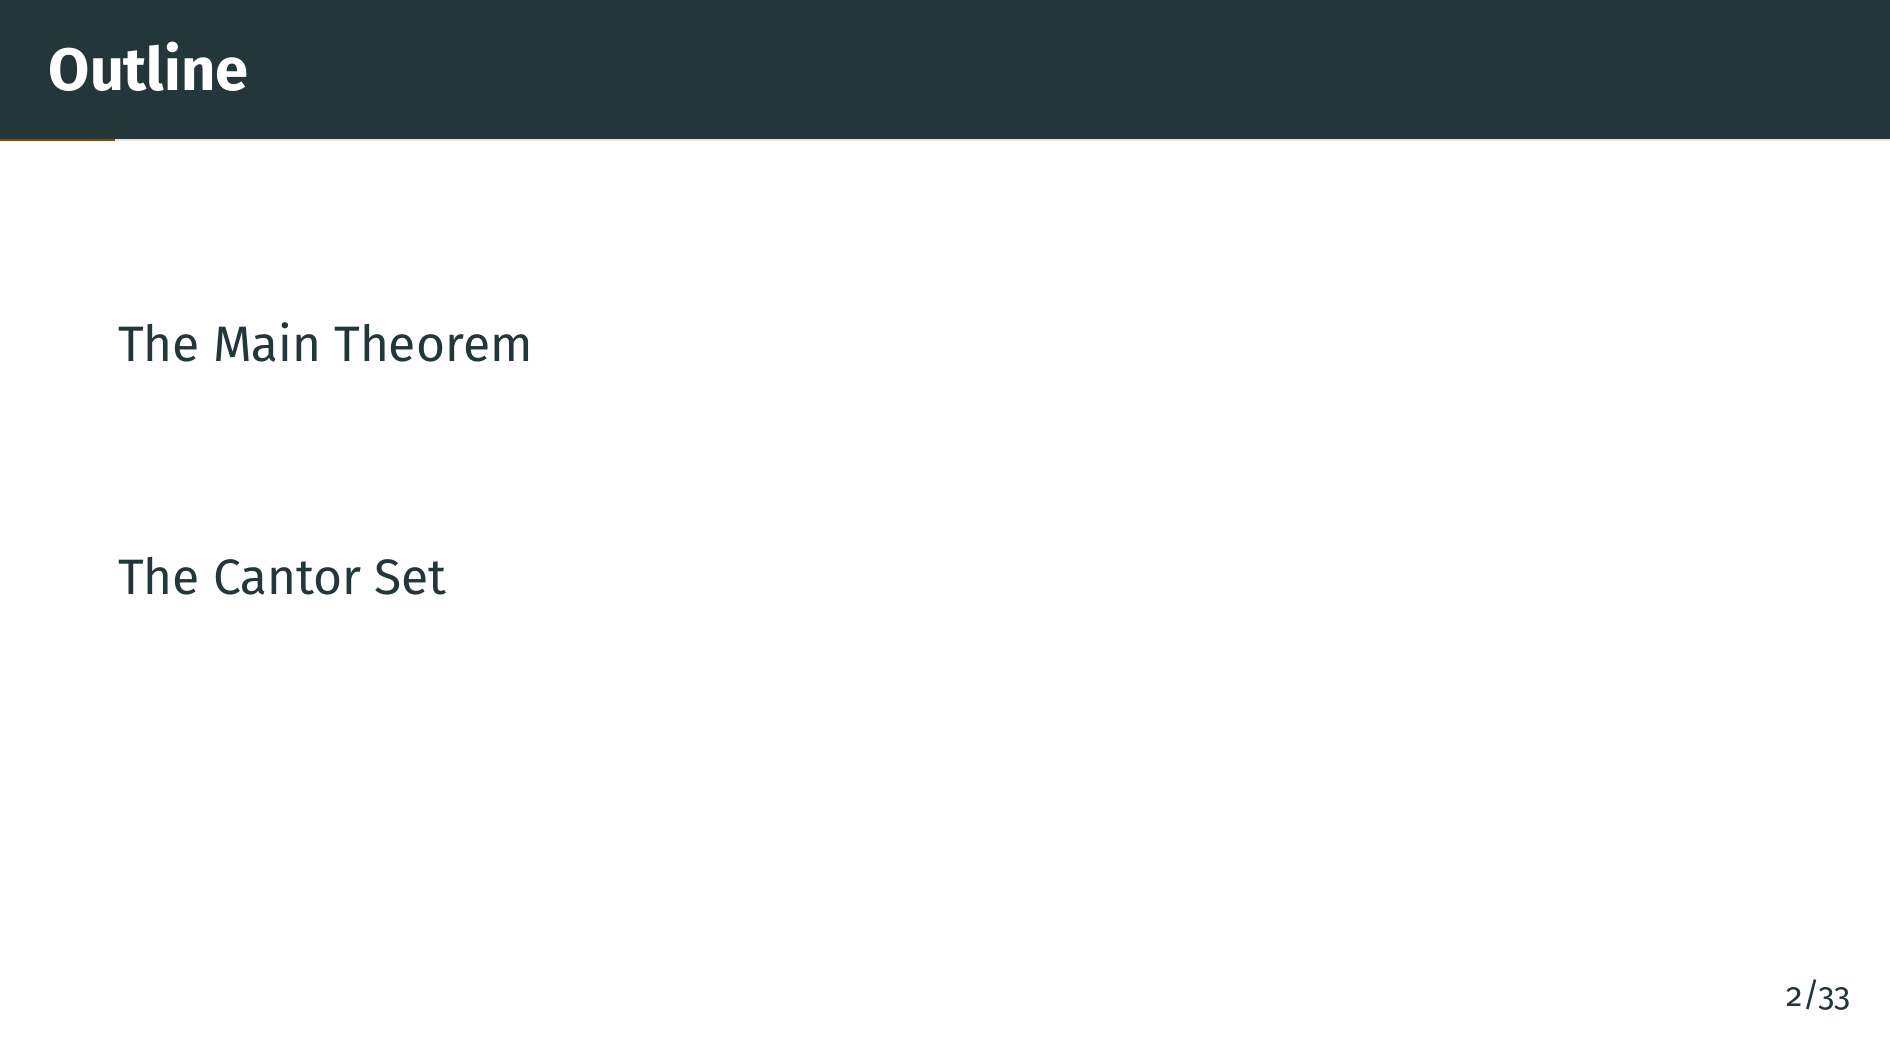 Outline
The Main Theorem
The Cantor Set
2/33